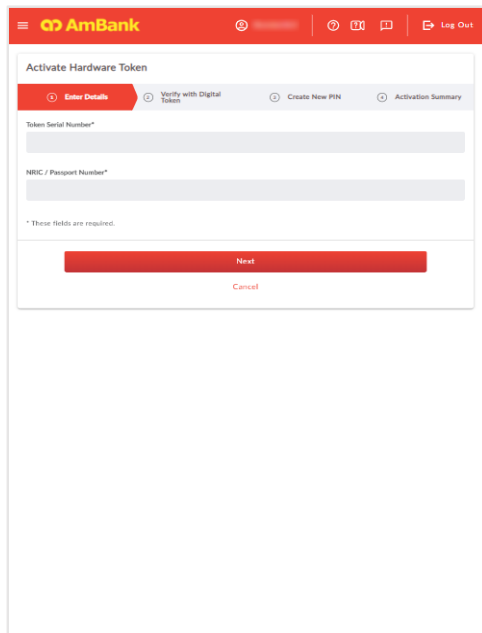 AmBank
Log Out
Activate Hardware Token
1 Enter Details
2 Verify with Digital
Token
3 Create New PIN
4 Activation Summary
Token Serial Number*
NRIC / Passport Number*
* These fields are required.
Next
Cancel